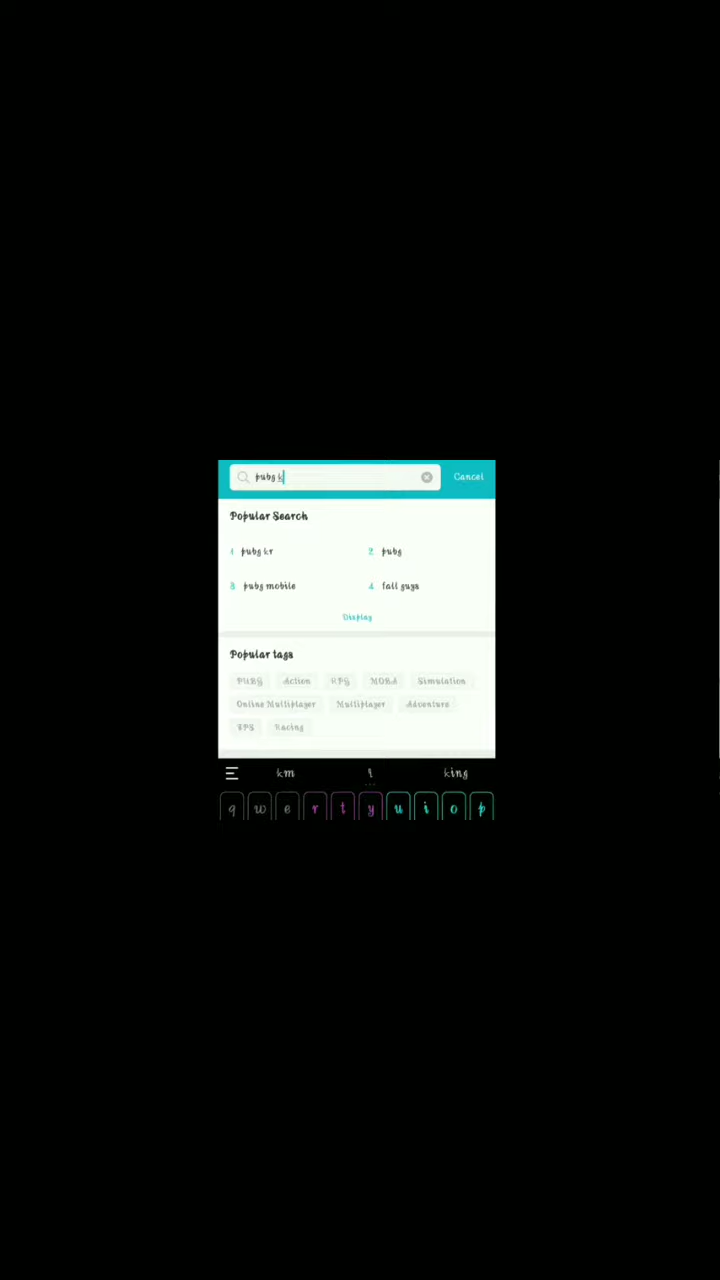 pubg k Cancel
Popular Search
1 pubg kr 2 pubg
3 pubg mobile 4 fall guys
Display
Popular tags
PUBG Action RPG MOBA Simulation
Online Multiplayer Multiplayer Adventure
FPS Racing
km king
q w e r t y u i o p